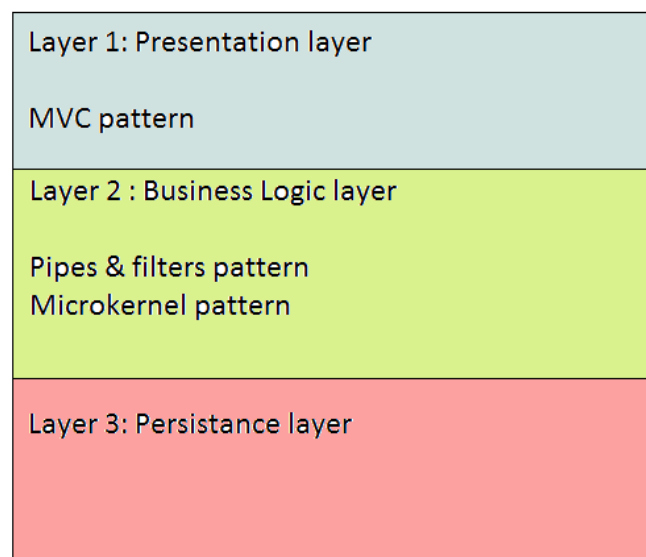 Layer 1: Presentation layer
MVC pattern
Layer 2 : Business Logic layer
Pipes & filters pattern
Microkernel pattern
Layer 3: Persistance layer